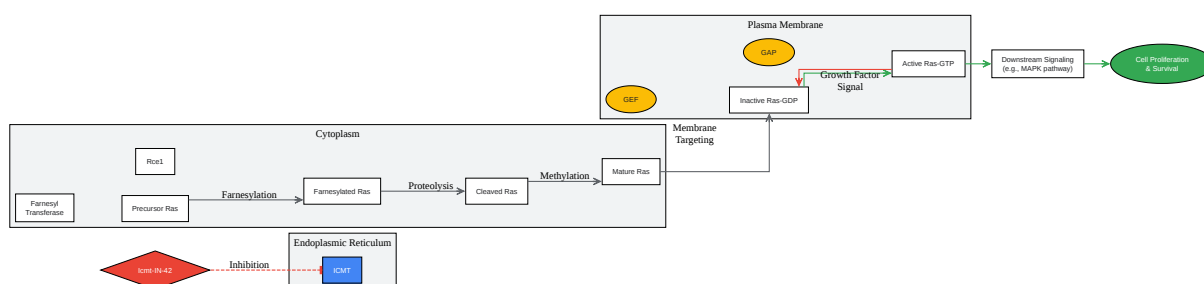 Plasma Membrane
GAP
Active Ras-GTP
Downstream Signaling
(e.g., MAPK pathway)
Cell Proliferation
& Survival
Growth Factor
Signal
GEF
Inactive Ras-GDP
Membrane
Targeting
Cytoplasm
Rce1
Farnesyl
Transferase
Precursor Ras
Farnesylation
Farnesylated Ras
Proteolysis
Cleaved Ras
Methylation
Mature Ras
Endoplasmic Reticulum
Icmt-IN-42
Inhibition
ICMT